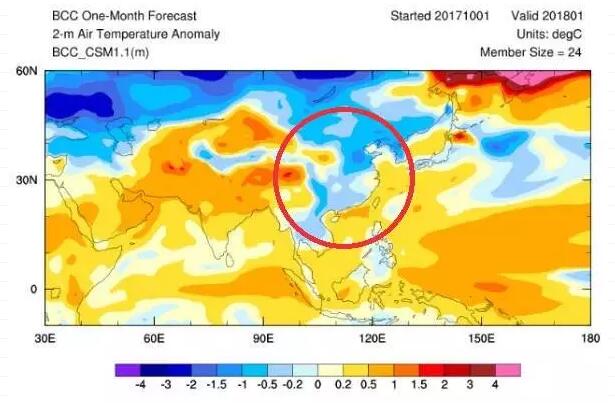 BCC One-Month Forecast
Started 20171001 Valid 201801
2-m Air Temperature Anomaly
Units: degC
BCC_CSM1.1(m)
Member Size = 24
60N
30N
0
30E 60E 90E 120E 150E 180
-4 -3 -2 -1.5 -1 -0.5 -0.2 0 0.2 0.5 1 1.5 2 3 4